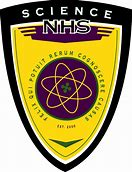 SCIENCE
NHS
FELIX QUI POTUIT RERUM COGNOSCERE CAUSAS